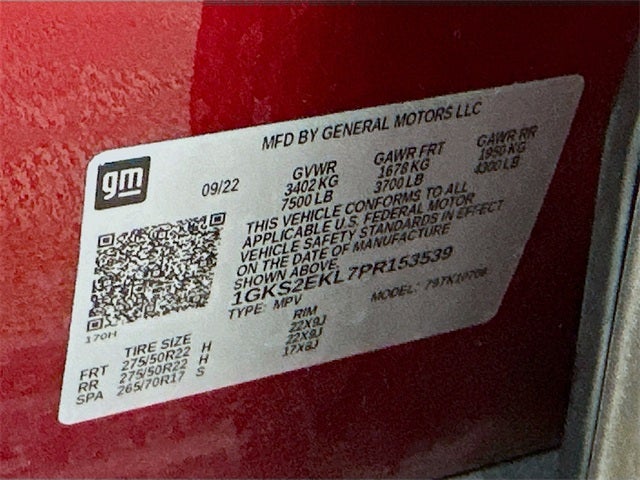 MFD BY GENERAL MOTORS LLC
gm
09/22
GVWR GAWR FRT GAWR RR
3402 KG 1678 KG 1950 KG
7500 LB 3700 LB 4300 LB
THIS VEHICLE CONFORMS TO ALL
APPLICABLE U.S. FEDERAL MOTOR
VEHICLE SAFETY STANDARDS IN EFFECT
ON THE DATE OF MANUFACTURE
SHOWN ABOVE.
1GKS2EKL7PR153539
TYPE: MPV MODEL:
170H
TIRE SIZE RIM
FRT 275/50R22 H 22X9J
RR 275/50R22 H 22X9J
SPA 265/70R17 S 17X8J